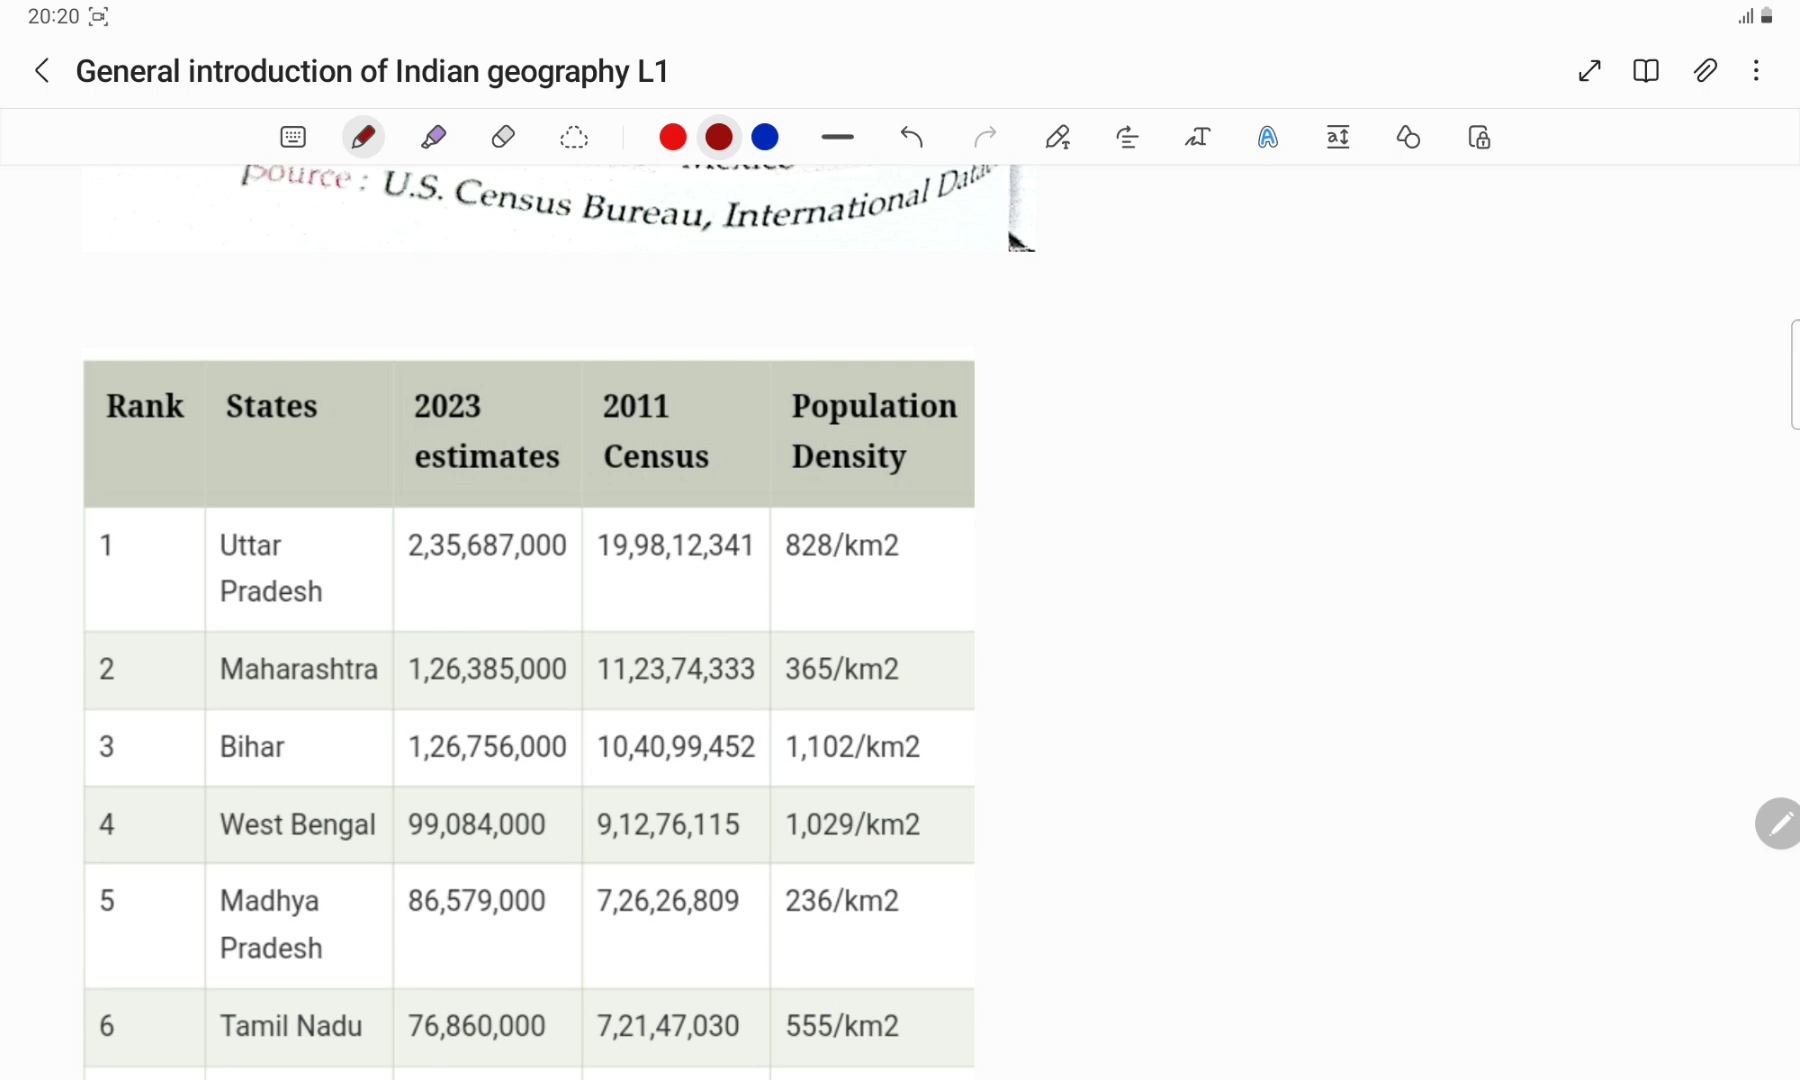 20:20
General introduction of Indian geography L1
Source : U.S. Census Bureau, International Data
Rank States 2023 estimates 2011 Census Population Density
1 Uttar Pradesh 2,35,687,000 19,98,12,341 828/km2
2 Maharashtra 1,26,385,000 11,23,74,333 365/km2
3 Bihar 1,26,756,000 10,40,99,452 1,102/km2
4 West Bengal 99,084,000 9,12,76,115 1,029/km2
5 Madhya Pradesh 86,579,000 7,26,26,809 236/km2
6 Tamil Nadu 76,860,000 7,21,47,030 555/km2